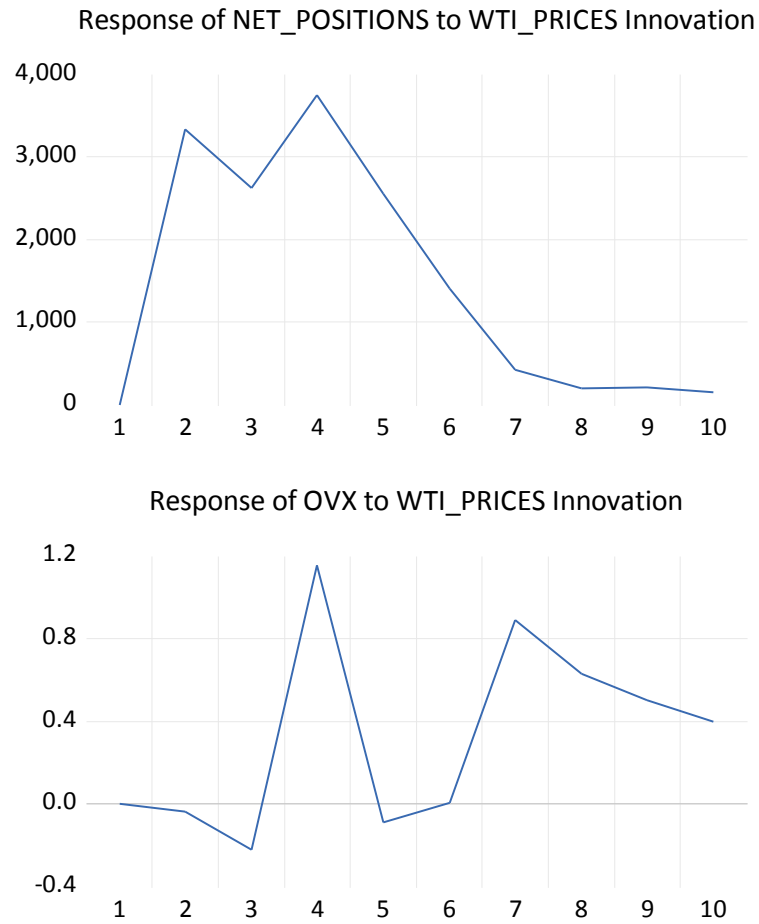 Response of NET_POSITIONS to WTI_PRICES Innovation
4,000
3,000
2,000
1,000
0
1 2 3 4 5 6 7 8 9 10
Response of OVX to WTI_PRICES Innovation
1.2
0.8
0.4
0.0
-0.4
1 2 3 4 5 6 7 8 9 10